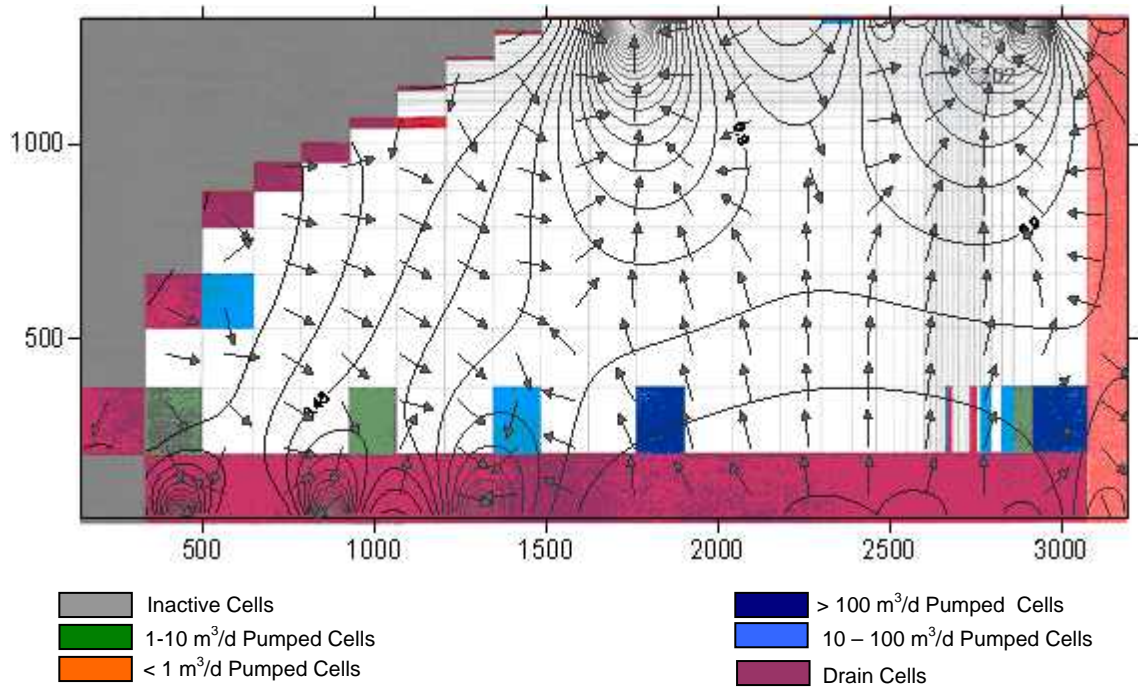 1000
500
500 1000 1500 2000 2500 3000
Inactive Cells
1-10 m³/d Pumped Cells
< 1 m³/d Pumped Cells
> 100 m³/d Pumped Cells
10 – 100 m³/d Pumped Cells
Drain Cells